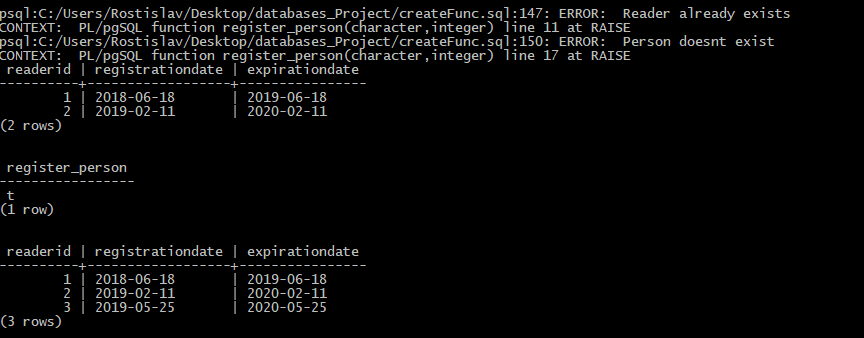 psql:C:/Users/Rostislav/Desktop/databases_Project/createFunc.sql:147: ERROR:  Reader already exists
CONTEXT:  PL/pgSQL function register_person(character,integer) line 11 at RAISE
psql:C:/Users/Rostislav/Desktop/databases_Project/createFunc.sql:150: ERROR:  Person doesnt exist
CONTEXT:  PL/pgSQL function register_person(character,integer) line 17 at RAISE
 readerid | registrationdate | expirationdate
----------+------------------+----------------
        1 | 2018-06-18       | 2019-06-18
        2 | 2019-02-11       | 2020-02-11
(2 rows)
 register_person
-----------------
 t
(1 row)
 readerid | registrationdate | expirationdate
----------+------------------+----------------
        1 | 2018-06-18       | 2019-06-18
        2 | 2019-02-11       | 2020-02-11
        3 | 2019-05-25       | 2020-05-25
(3 rows)